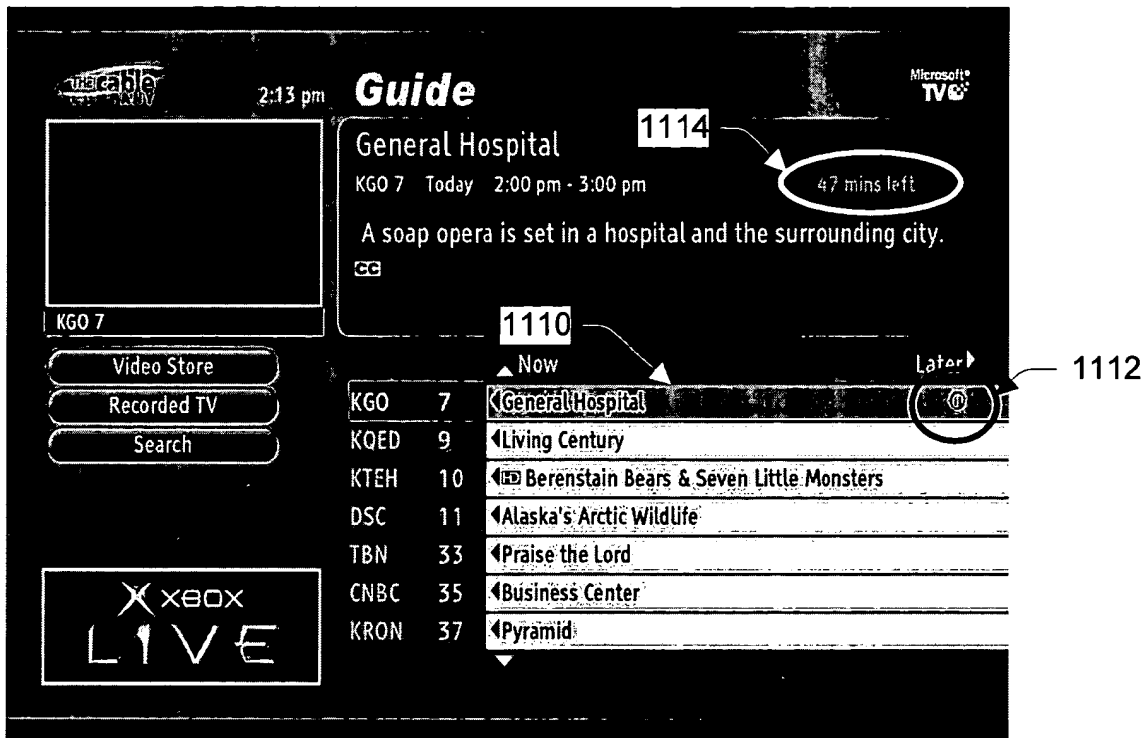 THE cable
2:13 pm
Guide
Microsoft®
TV
General Hospital
1114
KGO 7 Today 2:00 pm - 3:00 pm
47 mins left
A soap opera is set in a hospital and the surrounding city.
CC
KGO 7
1110
Now
Later
1112
Video Store
Recorded TV
Search
KGO 7 General Hospital
KQED 9 Living Century
KTEH 10 HD Berenstain Bears & Seven Little Monsters
DSC 11 Alaska's Arctic Wildlife
TBN 33 Praise the Lord
CNBC 35 Business Center
KRON 37 Pyramid
XBOX
LIVE